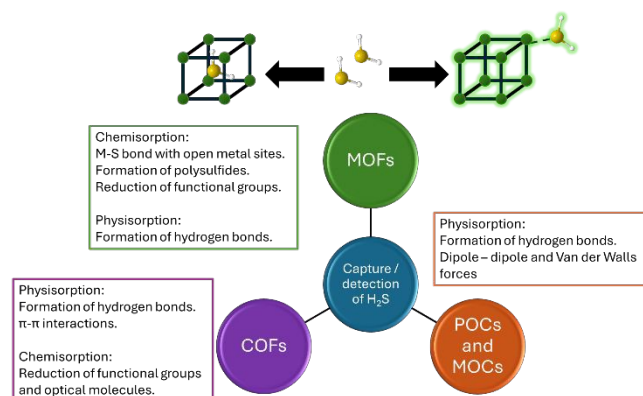 Chemisorption:
M-S bond with open metal sites.
Formation of polysulfides.
Reduction of functional groups.
Physisorption:
Formation of hydrogen bonds.
MOFs
Physisorption:
Formation of hydrogen bonds.
Dipole – dipole and Van der Walls
forces
Capture /
detection
of H₂S
Physisorption:
Formation of hydrogen bonds.
π-π interactions.
Chemisorption:
Reduction of functional groups
and optical molecules.
COFs
POCs
and
MOCs